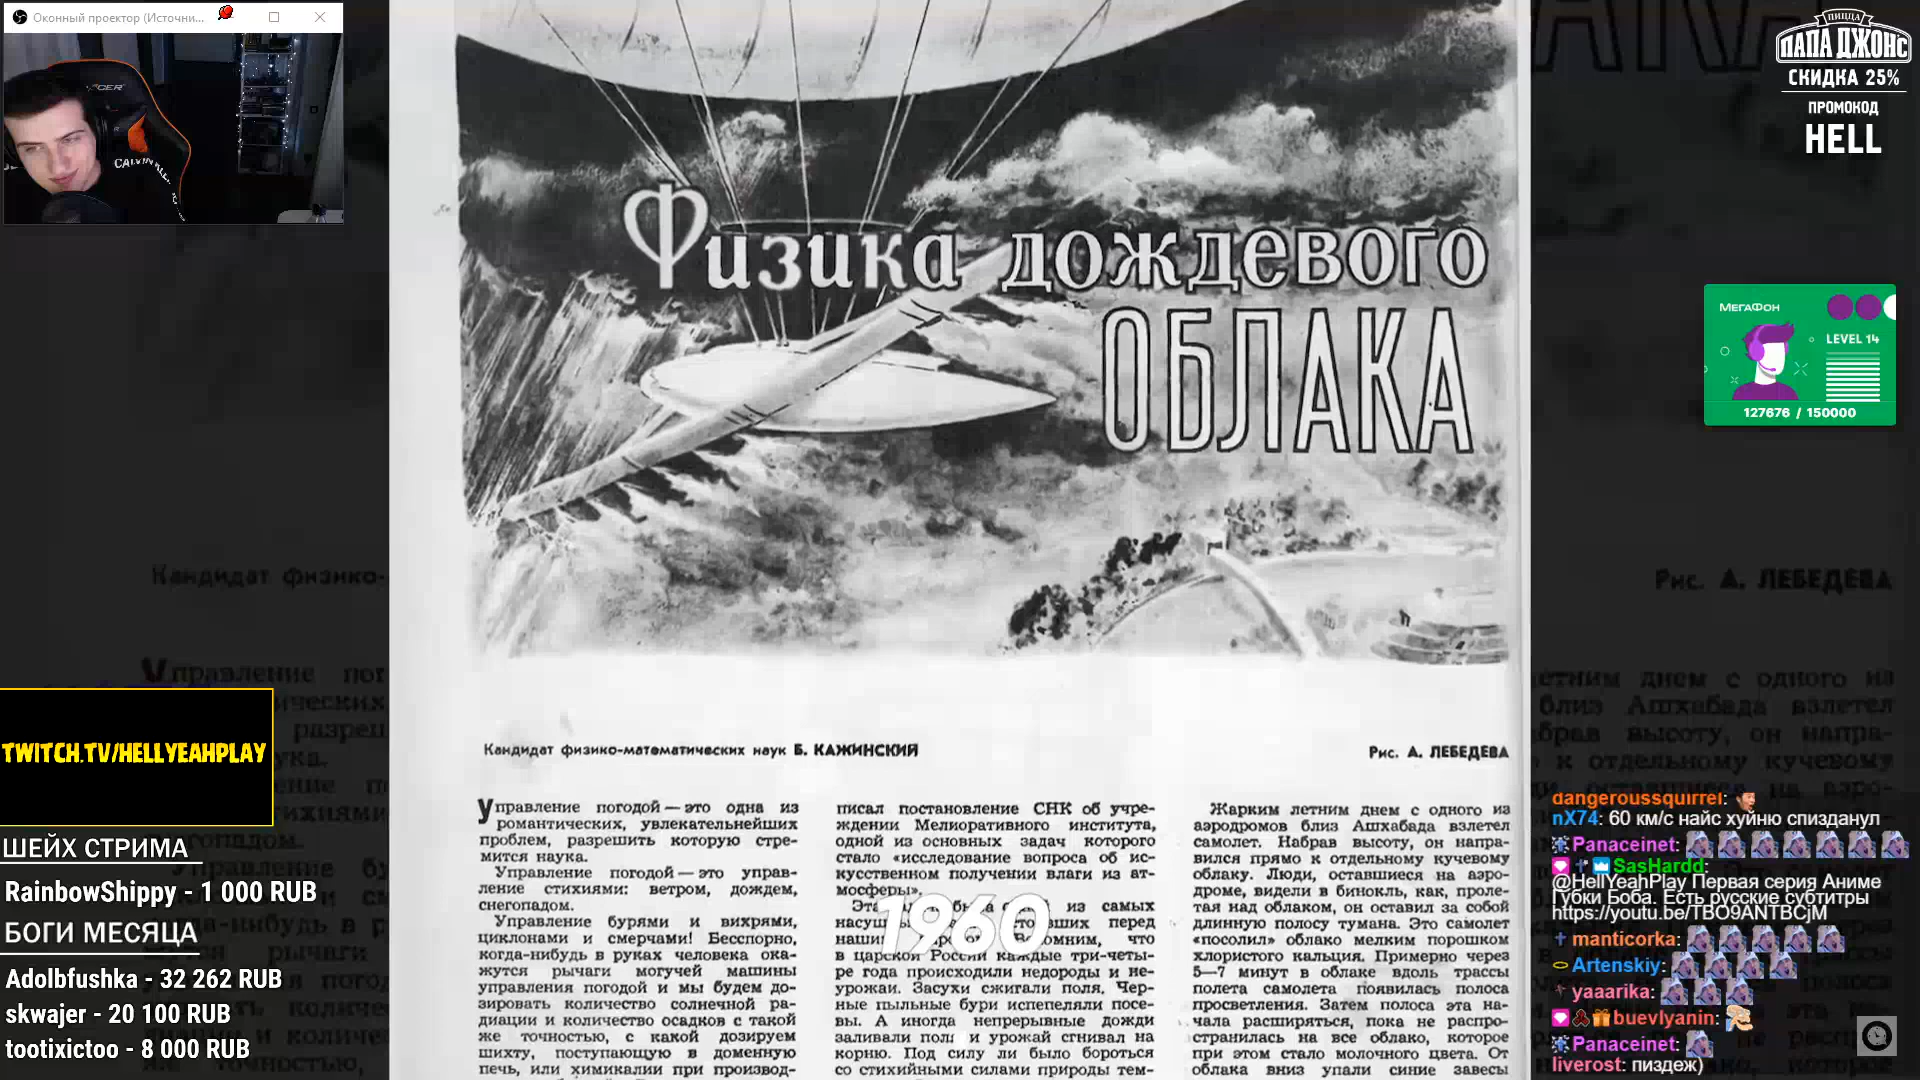 Оконный проектор (Источни...
ПИЦЦА
ПАПА ДЖОНС
СКИДКА 25%
ПРОМОКОД
HELL
Физика дождевого
ОБЛАКА
МЕГАФОН
LEVEL 14
127676 / 150000
Кандидат физико-математических наук Б. КАЖИНСКИЙ
Рис. А. ЛЕБЕДЕВА
Управление погодой — это одна из
романтических, увлекательнейших
проблем, разрешить которую стре-
мится наука.
Управление погодой — это управ-
ление стихиями: ветром, дождем,
снегопадом.
Управление бурями и вихрями,
циклонами и смерчами! Бесспорно,
когда-нибудь в руках человека ока-
жутся рычаги могучей машины
управления погодой и мы будем до-
зировать количество солнечной ра-
диации и количество осадков с такой
же точностью, с какой дозируем
шихту, поступающую в доменную
печь, или химикалии при производ-
писал постановление СНК об учре-
ждении Мелиоративного института,
одной из основных задач которого
стало «исследование вопроса об ис-
кусственном получении влаги из ат-
мосферы».
из самых
перед
что
в царской России каждые три-четы-
ре года происходили недороды и не-
урожаи. Засухи сжигали поля. Чер-
ные пыльные бури испепеляли посе-
вы. А иногда непрерывные дожди
заливали поля и урожай сгнивал на
корню. Под силу ли было бороться
со стихийными силами природы тем-
1960
Жарким летним днем с одного из
аэродромов близ Ашхабада взлетел
самолет. Набрав высоту, он напра-
вился прямо к отдельному кучевому
облаку. Люди, оставшиеся на аэро-
дроме, видели в бинокль, как, проле-
тая над облаком, он оставил за собой
длинную полосу тумана. Это самолет
«посолил» облако мелким порошком
хлористого кальция. Примерно через
5—7 минут в облаке вдоль трассы
полета самолета появилась полоса
просветления. Затем полоса эта на-
чала расширяться, пока не распро-
странилась на все облако, которое
при этом стало молочного цвета. От
облака вниз упали синие завесы
TWITCH.TV/HELLYEAHPLAY
ШЕЙХ СТРИМА
RainbowShippy - 1 000 RUB
БОГИ МЕСЯЦА
Adolbfushka - 32 262 RUB
skwajer - 20 100 RUB
tootixictoo - 8 000 RUB
dangeroussquirrel:
nX74: 60 км/с найс хуйню спизданул
Panaceinet:
SasHardd:
@HellYeahPlay Первая серия Аниме
Губки Боба. Есть русские субтитры
https://youtu.be/TBO9ANTBCjM
manticorka:
Artenskiy:
yaaarika:
buevlyanin:
Panaceinet:
liverost: пиздеж)